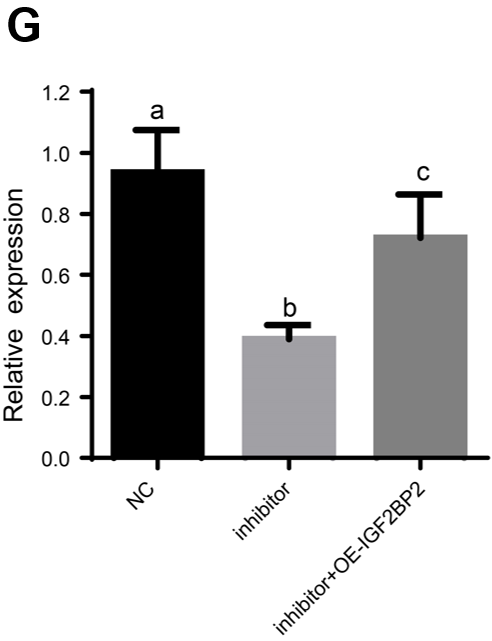 G
Relative expression
1.2
1.0
0.8
0.6
0.4
0.2
0.0
a
b
c
NC
inhibitor
inhibitor+OE-IGF2BP2